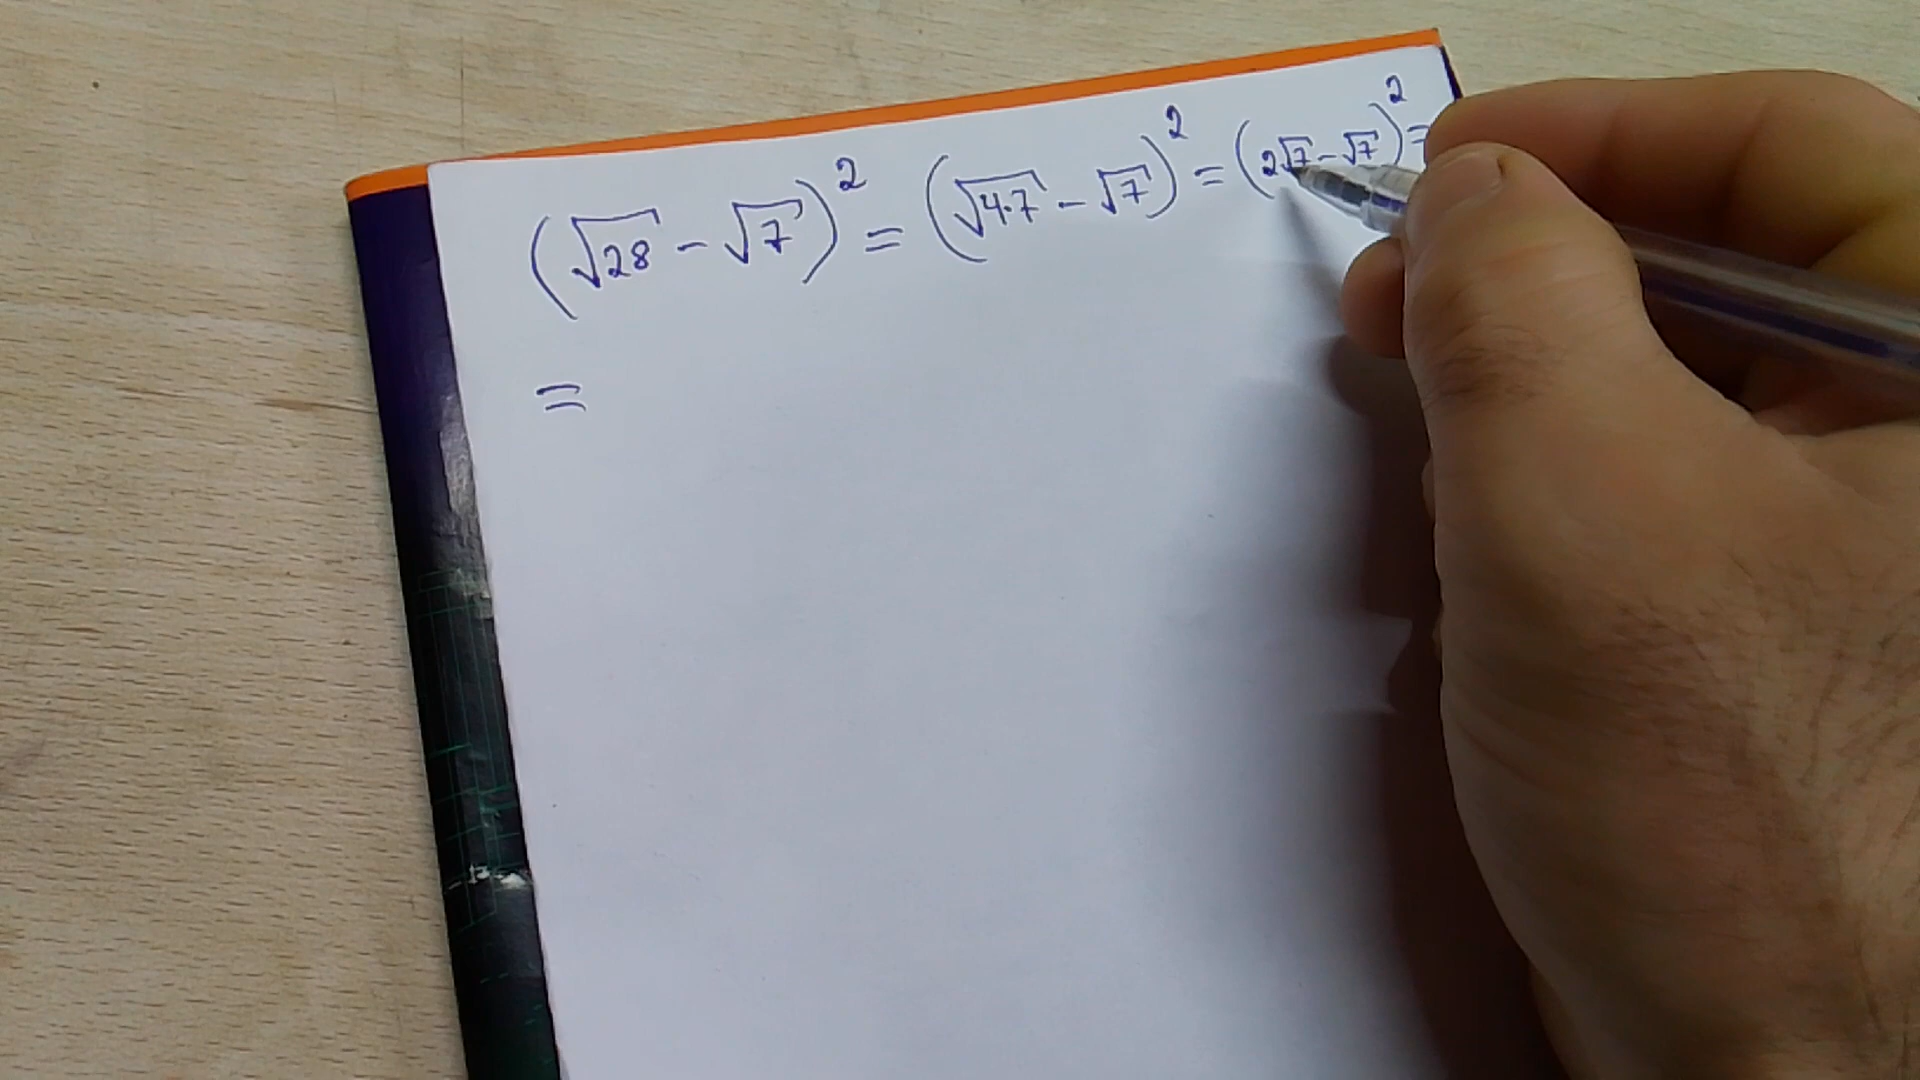 (√28 - √7)² = (√4·7 - √7)² = (2√7 - √7)² =
=